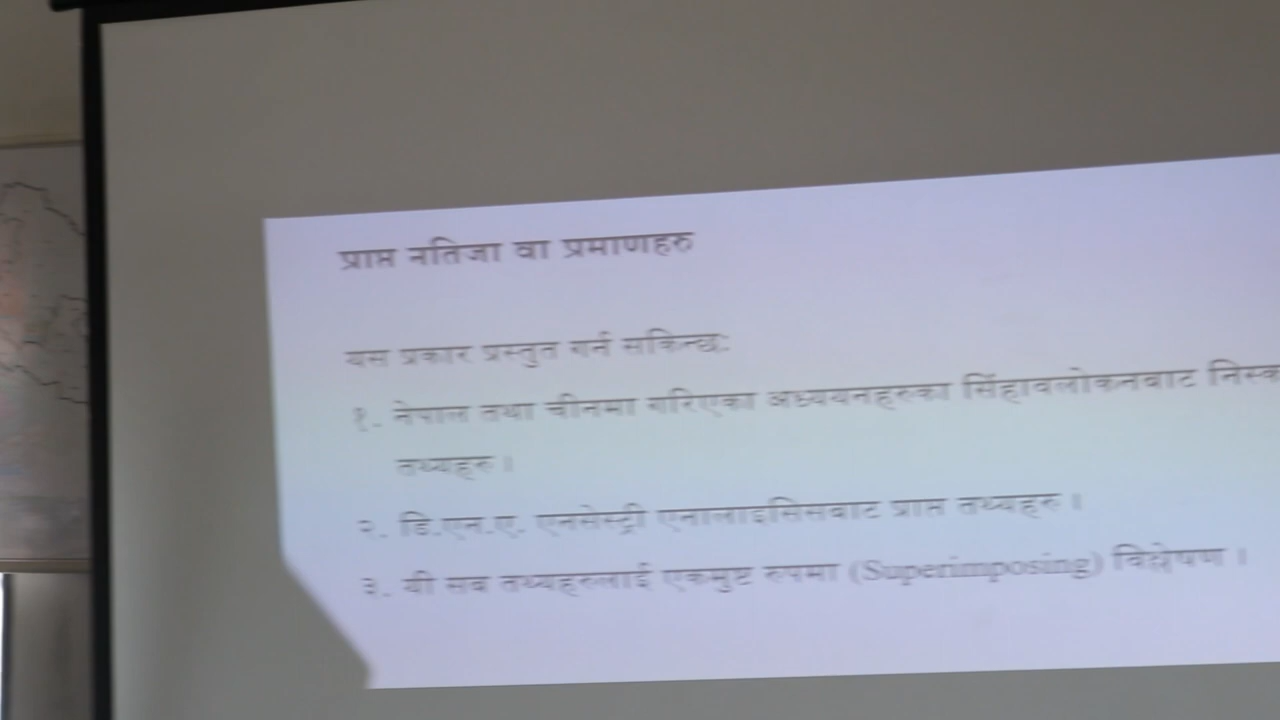 प्राप्त नतिजा वा प्रमाणहरु
यस प्रकार प्रस्तुत गर्न सकिन्छ:
१. नेपाल तथा चीनमा गरिएका अध्ययनहरुका सिंहावलोकनबाट
तथ्यहरु ।
२. डि.एन.ए. एनसेस्ट्री एनालाइसिसबाट प्राप्त तथ्यहरु ।
३. यी सब तथ्यहरुलाई एकमुष्ट रुपमा (Superimposing) विश्लेषण ।